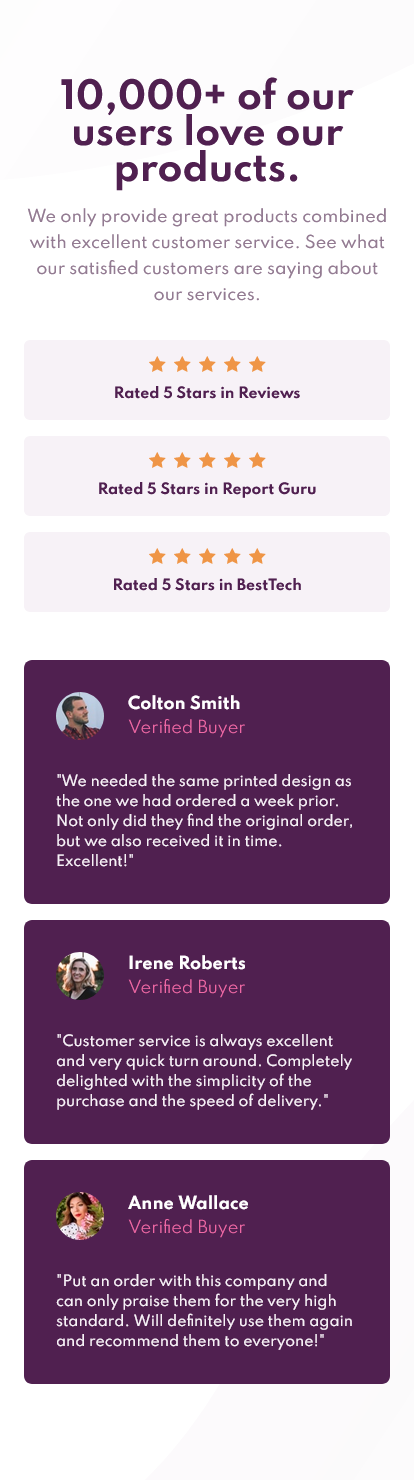 10,000+ of our
users love our
products.
We only provide great products combined
with excellent customer service. See what
our satisfied customers are saying about
our services.
Rated 5 Stars in Reviews
Rated 5 Stars in Report Guru
Rated 5 Stars in BestTech
Colton Smith
Verified Buyer
"We needed the same printed design as
the one we had ordered a week prior.
Not only did they find the original order,
but we also received it in time.
Excellent!"
Irene Roberts
Verified Buyer
"Customer service is always excellent
and very quick turn around. Completely
delighted with the simplicity of the
purchase and the speed of delivery."
Anne Wallace
Verified Buyer
"Put an order with this company and
can only praise them for the very high
standard. Will definitely use them again
and recommend them to everyone!"